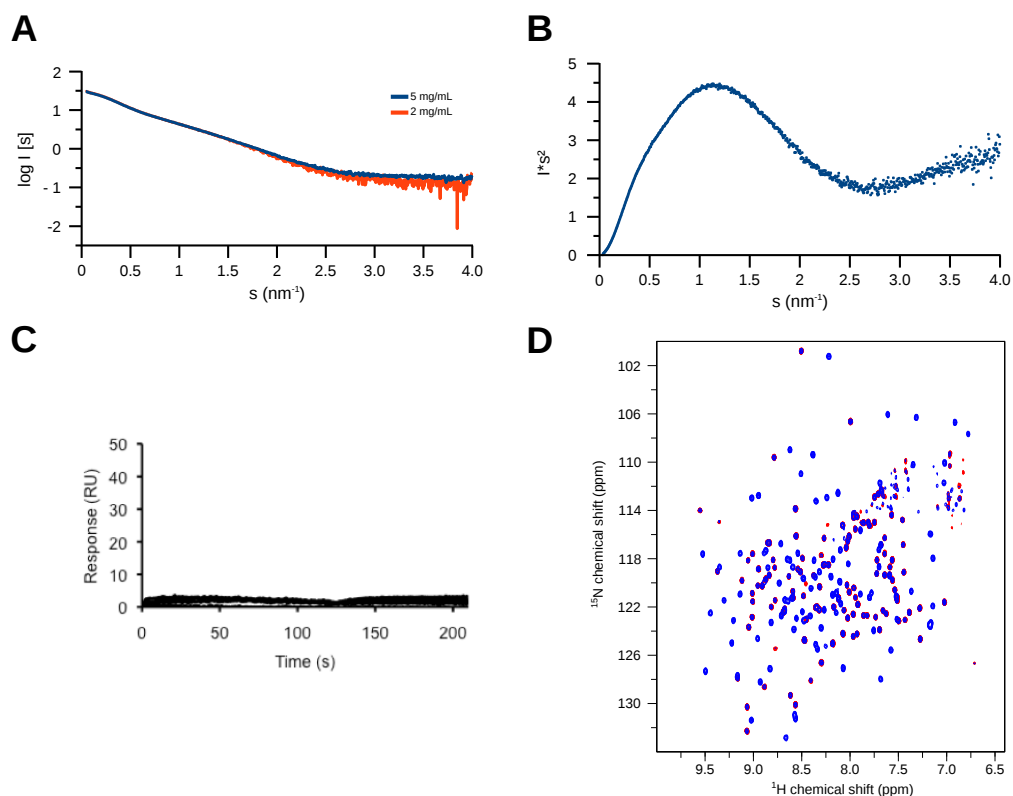 A
log I [s]
2
1
0
-1
-2
5 mg/mL
2 mg/mL
0 0.5 1 1.5 2.0 2.5 3.0 3.5 4.0
s (nm⁻¹)
B
I*s²
5
4
3
2
1
0
0 0.5 1 1.5 2 2.5 3.0 3.5 4.0
s (nm⁻¹)
C
Response (RU)
50
40
30
20
10
0
0 50 100 150 200
Time (s)
D
¹⁵N chemical shift (ppm)
102
106
110
114
118
122
126
130
9.5 9.0 8.5 8.0 7.5 7.0 6.5
¹H chemical shift (ppm)